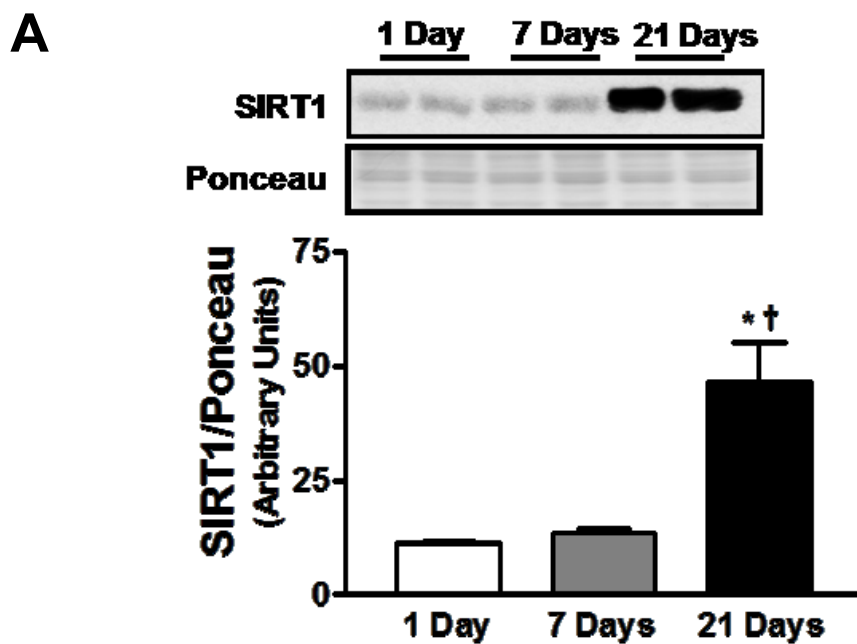 A
1 Day 7 Days 21 Days
SIRT1
Ponceau
SIRT1/Ponceau
(Arbitrary Units)
75
50
25
0
*†
1 Day 7 Days 21 Days